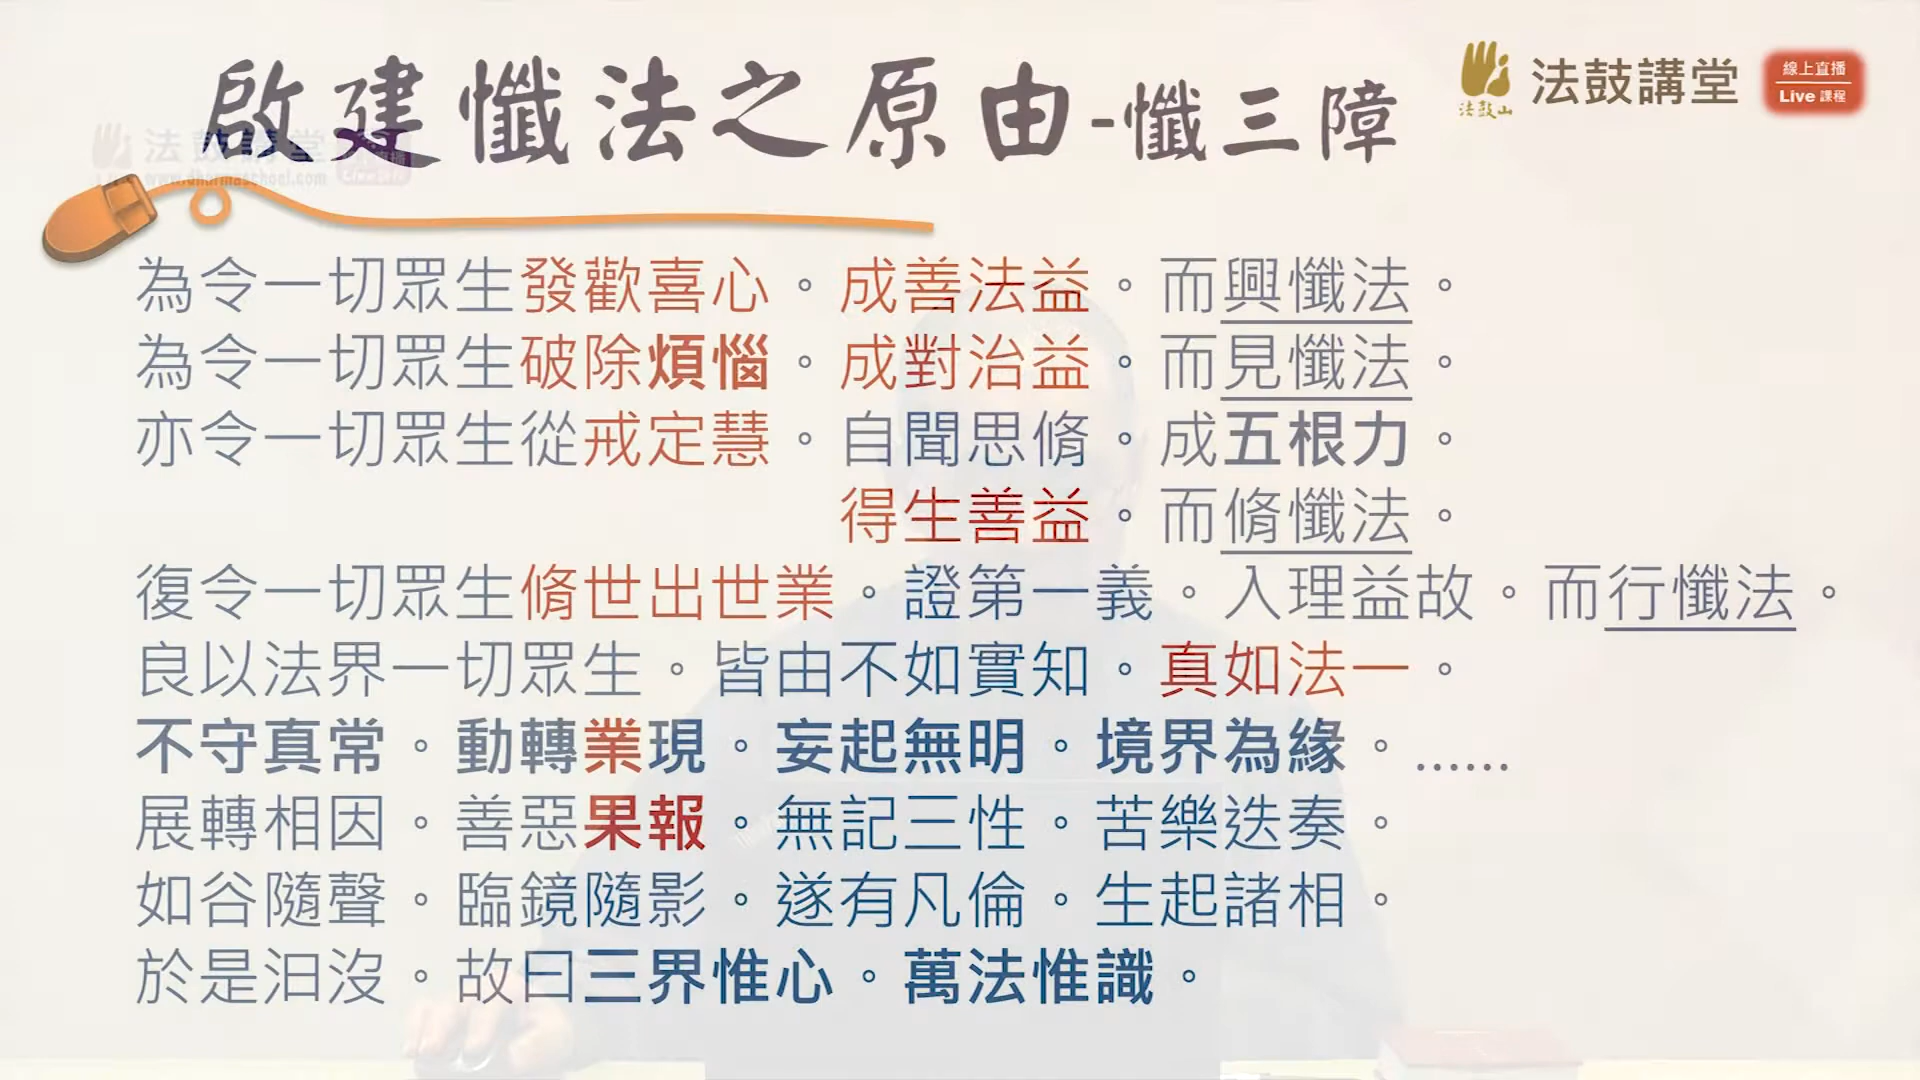 啟建懺法之原由-懺三障
法鼓山
法鼓講堂
線上直播
Live 課程
法鼓講堂
www.dharmaschool.com
為令一切眾生發歡喜心。成善法益。而興懺法。
為令一切眾生破除煩惱。成對治益。而見懺法。
亦令一切眾生從戒定慧。自聞思脩。成五根力。
得生善益。而脩懺法。
復令一切眾生脩世出世業。證第一義。入理益故。而行懺法。
良以法界一切眾生。皆由不如實知。真如法一。
不守真常。動轉業現。妄起無明。境界為緣。......
展轉相因。善惡果報。無記三性。苦樂迭奏。
如谷隨聲。臨鏡隨影。遂有凡倫。生起諸相。
於是汩沒。故曰三界惟心。萬法惟識。